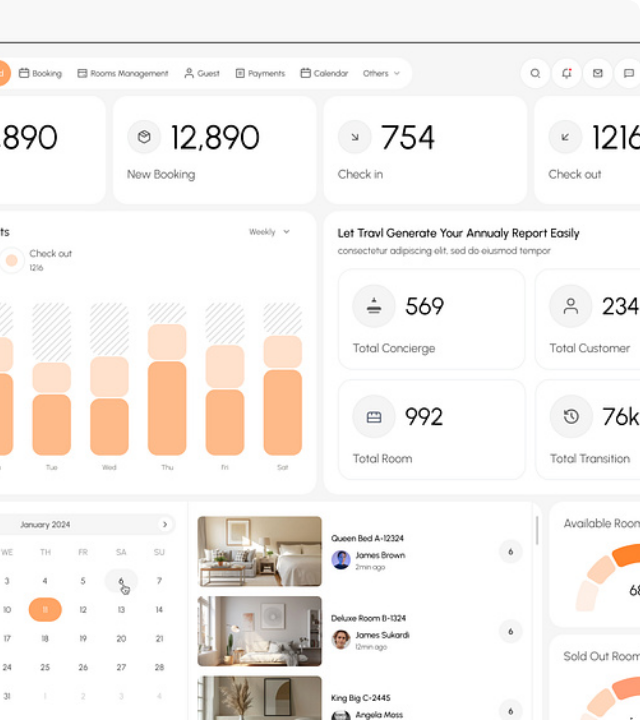 Booking
Rooms Management
Guest
Payments
Calendar
Others
890
12,890
754
1216
New Booking
Check in
Check out
ts
Weekly
Check out
1216
Tue
Wed
Thu
Fri
Sat
Let Travl Generate Your Annualy Report Easily
consectetur adipiscing elit, sed do eiusmod tempor
569
234
Total Concierge
Total Customer
992
76k
Total Room
Total Transition
January 2024
WE TH FR SA SU
3 4 5 6 7
10 11 12 13 14
17 18 19 20 21
24 25 26 27 28
31 1 2 3 4
Queen Bed A-12324
James Brown
2min ago
6
Deluxe Room B-1324
James Sukardi
12min ago
6
King Big C-2445
Angela Moss
6
Available Room
68
Sold Out Room